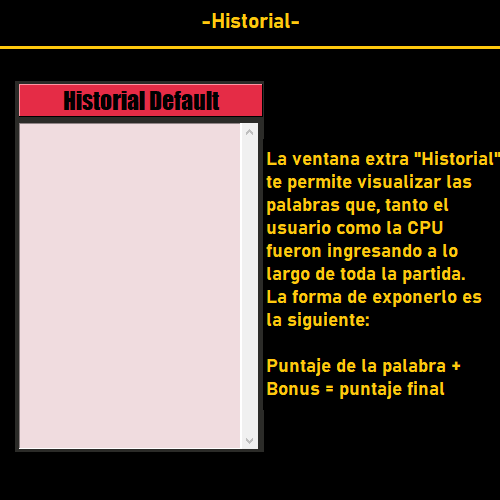 -Historial-
Historial Default
La ventana extra "Historial"
te permite visualizar las
palabras que, tanto el
usuario como la CPU
fueron ingresando a lo
largo de toda la partida.
La forma de exponerlo es
la siguiente:
Puntaje de la palabra +
Bonus = puntaje final